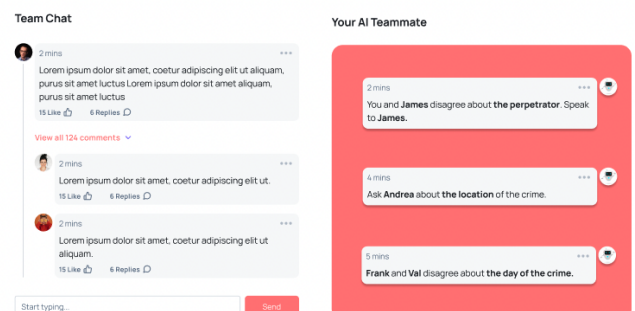 Team Chat
2 mins
Lorem ipsum dolor sit amet, coetur adipiscing elit ut aliquam,
purus sit amet luctus Lorem ipsum dolor sit amet aliquam,
purus sit amet luctus
15 Like 6 Replies
View all 124 comments
2 mins
Lorem ipsum dolor sit amet, coetur adipiscing elit ut.
15 Like 6 Replies
2 mins
Lorem ipsum dolor sit amet, coetur adipiscing elit ut
aliquam.
15 Like 6 Replies
Start typing...
Send
Your AI Teammate
2 mins
You and James disagree about the perpetrator. Speak
to James.
4 mins
Ask Andrea about the location of the crime.
5 mins
Frank and Val disagree about the day of the crime.